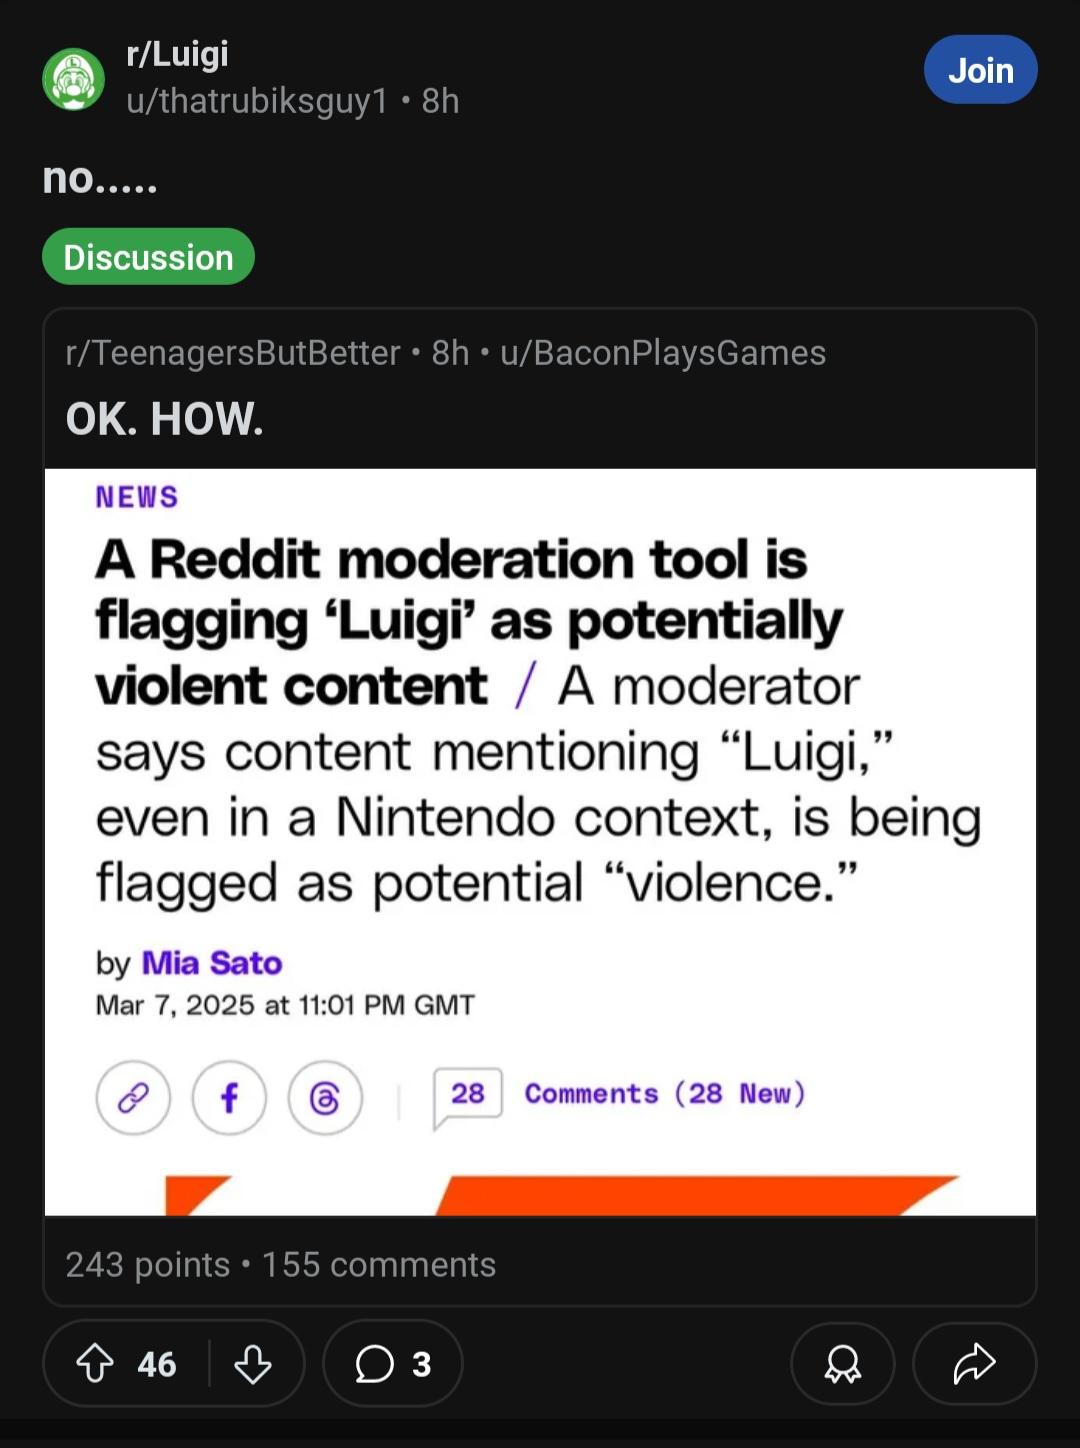 r/Luigi
u/thatrubiksguy1 • 8h
Join
no.....
Discussion
r/TeenagersButBetter • 8h • u/BaconPlaysGames
OK. HOW.
NEWS
A Reddit moderation tool is
flagging ‘Luigi’ as potentially
violent content / A moderator
says content mentioning “Luigi,”
even in a Nintendo context, is being
flagged as potential “violence.”
by Mia Sato
Mar 7, 2025 at 11:01 PM GMT
28 Comments (28 New)
243 points • 155 comments
46
3